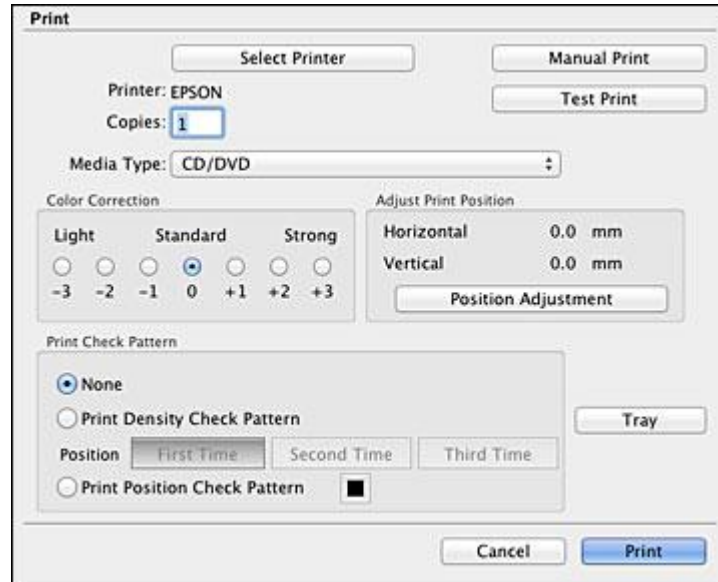 Print
Select Printer
Manual Print
Printer: EPSON
Test Print
Copies: 1
Media Type: CD/DVD
Color Correction
Adjust Print Position
Light Standard Strong
-3 -2 -1 0 +1 +2 +3
Horizontal 0.0 mm
Vertical 0.0 mm
Position Adjustment
Print Check Pattern
None
Print Density Check Pattern
Tray
Position First Time Second Time Third Time
Print Position Check Pattern
Cancel Print